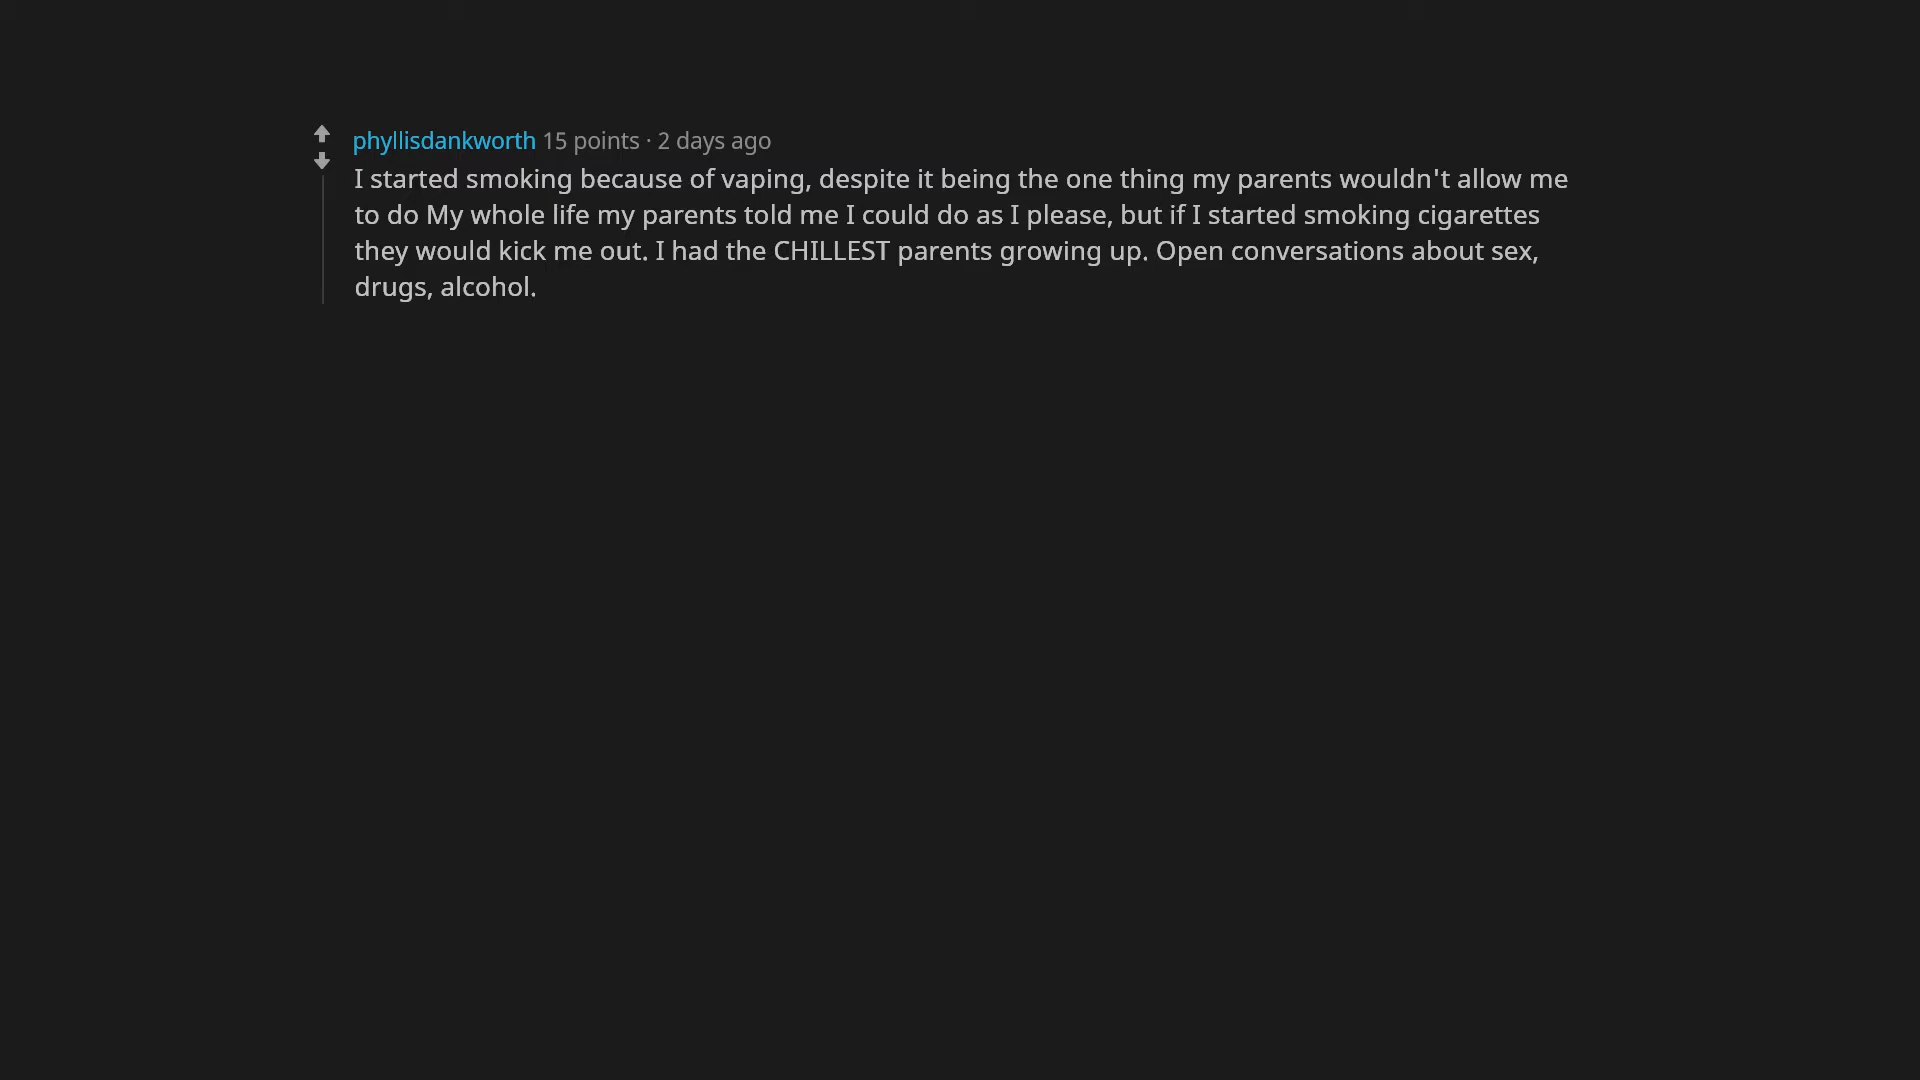 phyllisdankworth 15 points · 2 days ago
I started smoking because of vaping, despite it being the one thing my parents wouldn't allow me
to do My whole life my parents told me I could do as I please, but if I started smoking cigarettes
they would kick me out. I had the CHILLEST parents growing up. Open conversations about sex,
drugs, alcohol.